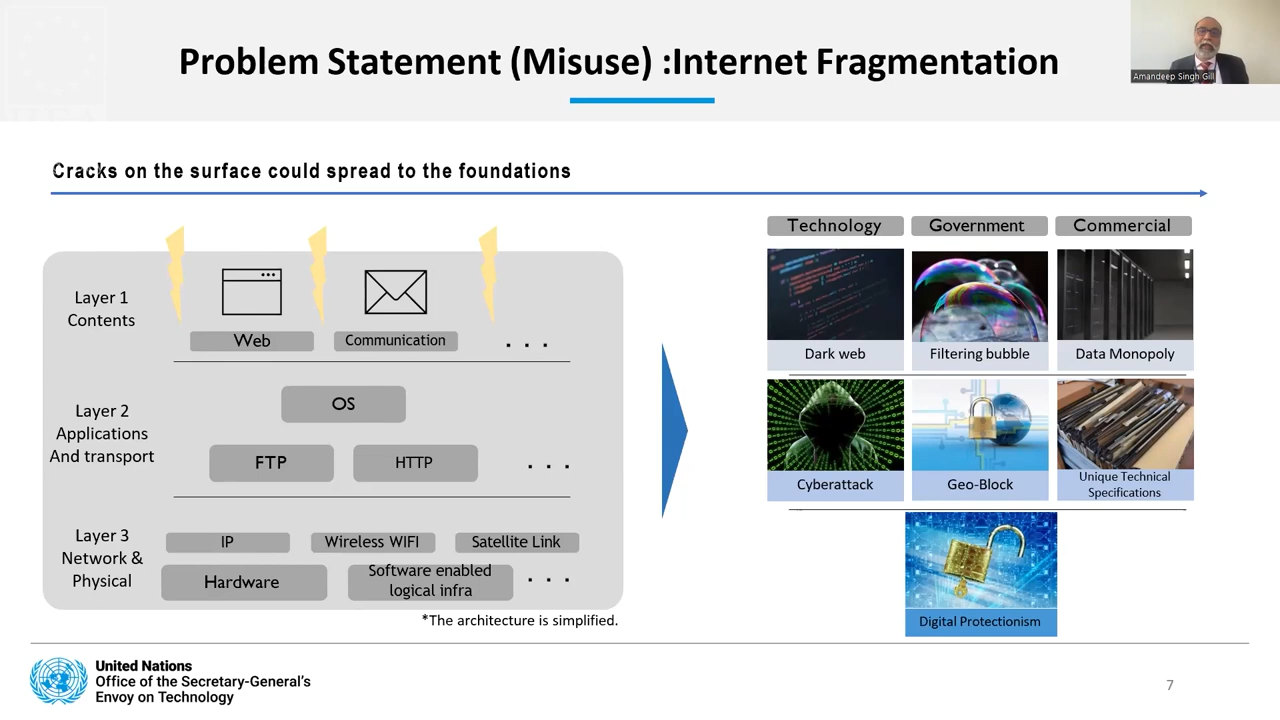 Problem Statement (Misuse) :Internet Fragmentation
Amandeep Singh Gill
Cracks on the surface could spread to the foundations
Layer 1
Contents
Web
Communication
. . .
Layer 2
Applications
And transport
OS
FTP
HTTP
. . .
Layer 3
Network &
Physical
IP
Wireless WIFI
Satellite Link
Hardware
Software enabled
logical infra
. . .
*The architecture is simplified.
Technology
Government
Commercial
Dark web
Filtering bubble
Data Monopoly
Cyberattack
Geo-Block
Unique Technical
Specifications
Digital Protectionism
United Nations
Office of the Secretary-General's
Envoy on Technology
7